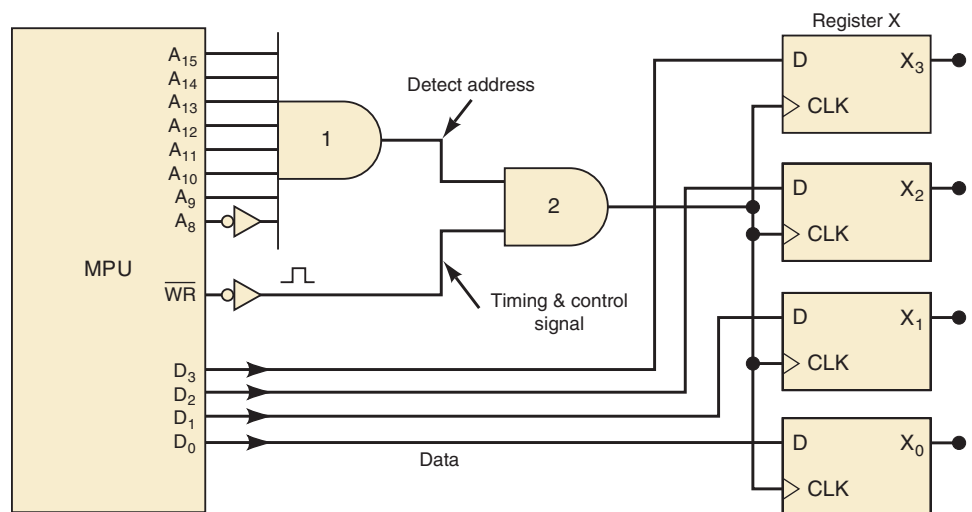 MPU
A₁₅
A₁₄
A₁₃
A₁₂
A₁₁
A₁₀
A₉
A₈
W̅R̅
D₃
D₂
D₁
D₀
1
Detect address
2
Timing & control
signal
Data
Register X
D
X₃
CLK
D
X₂
CLK
D
X₁
CLK
D
X₀
CLK